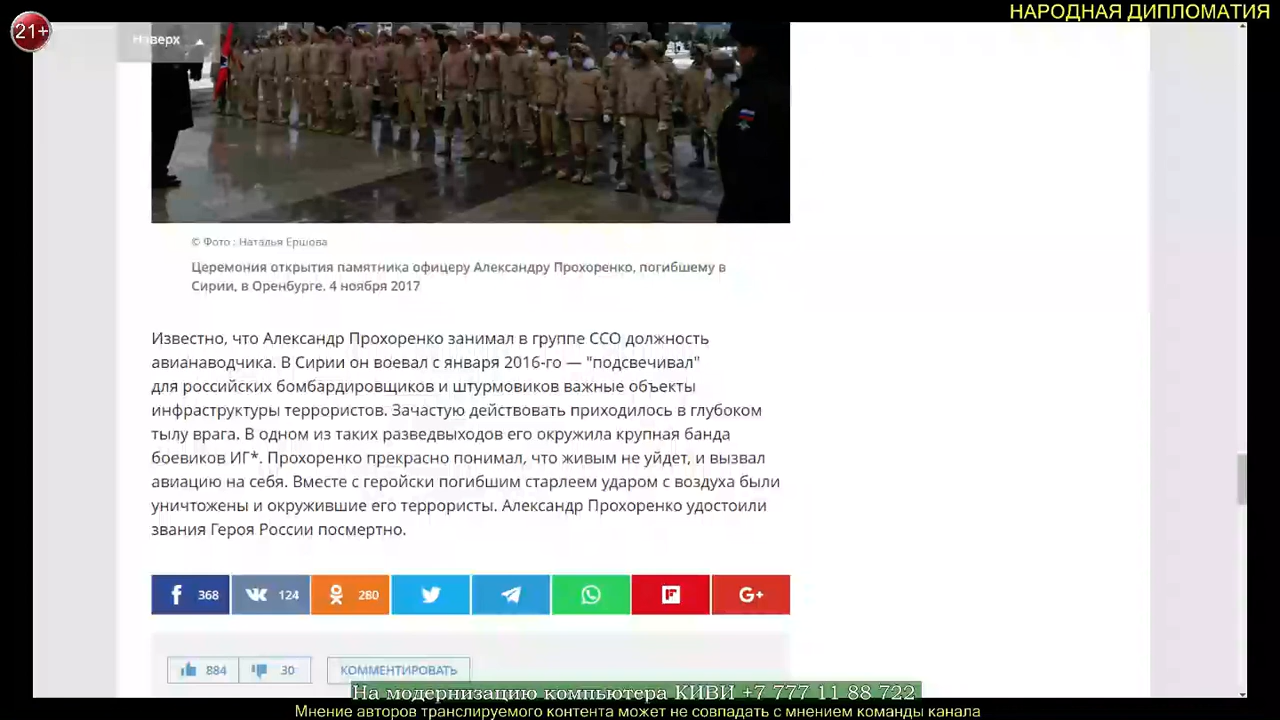 НАРОДНАЯ ДИПЛОМАТИЯ
21+
Наверх
© Фото : Наталья Ершова
Церемония открытия памятника офицеру Александру Прохоренко, погибшему в
Сирии, в Оренбурге. 4 ноября 2017
Известно, что Александр Прохоренко занимал в группе ССО должность
авианаводчика. В Сирии он воевал с января 2016-го — "подсвечивал"
для российских бомбардировщиков и штурмовиков важные объекты
инфраструктуры террористов. Зачастую действовать приходилось в глубоком
тылу врага. В одном из таких разведвыходов его окружила крупная банда
боевиков ИГ*. Прохоренко прекрасно понимал, что живым не уйдет, и вызвал
авиацию на себя. Вместе с геройски погибшим старлеем ударом с воздуха были
уничтожены и окружившие его террористы. Александр Прохоренко удостоили
звания Героя России посмертно.
368 124 280 G+
884 30 КОММЕНТИРОВАТЬ
На модернизацию компьютера КИВИ +7 777 11 88 722
Мнение авторов транслируемого контента может не совпадать с мнением команды канала